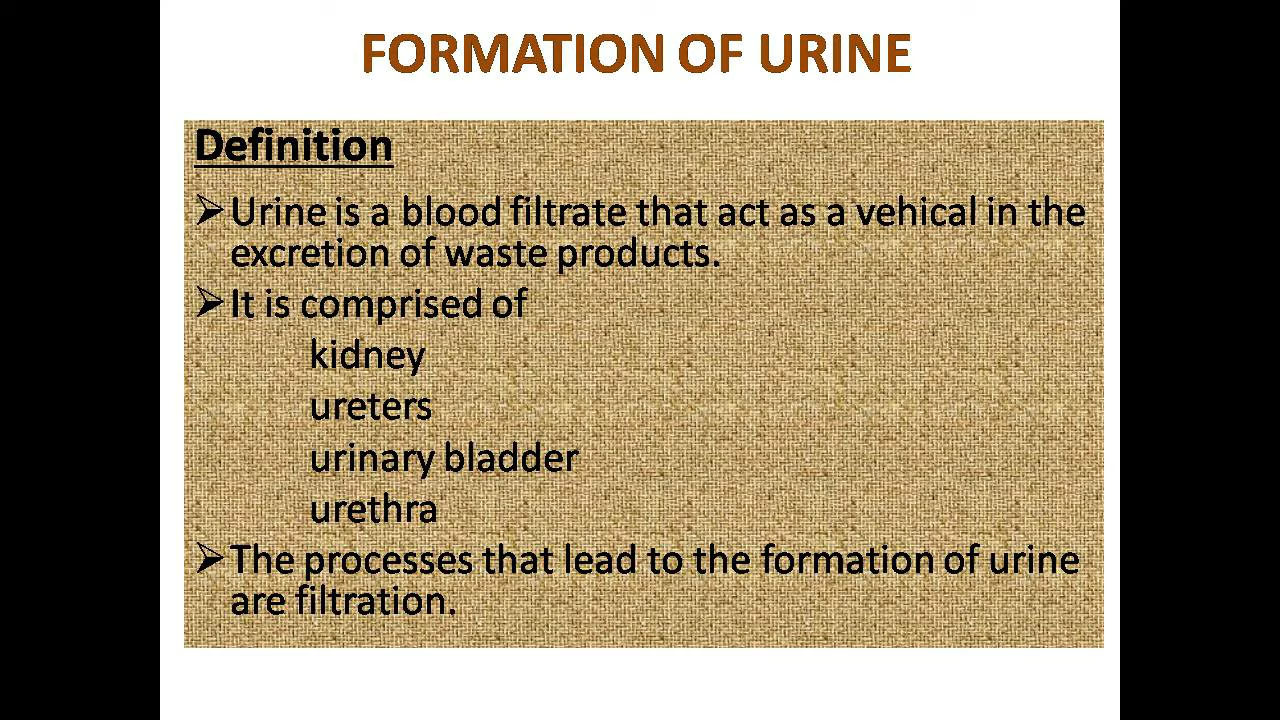 FORMATION OF URINE
Definition
➢Urine is a blood filtrate that act as a vehical in the
excretion of waste products.
➢It is comprised of
kidney
ureters
urinary bladder
urethra
➢The processes that lead to the formation of urine
are filtration.